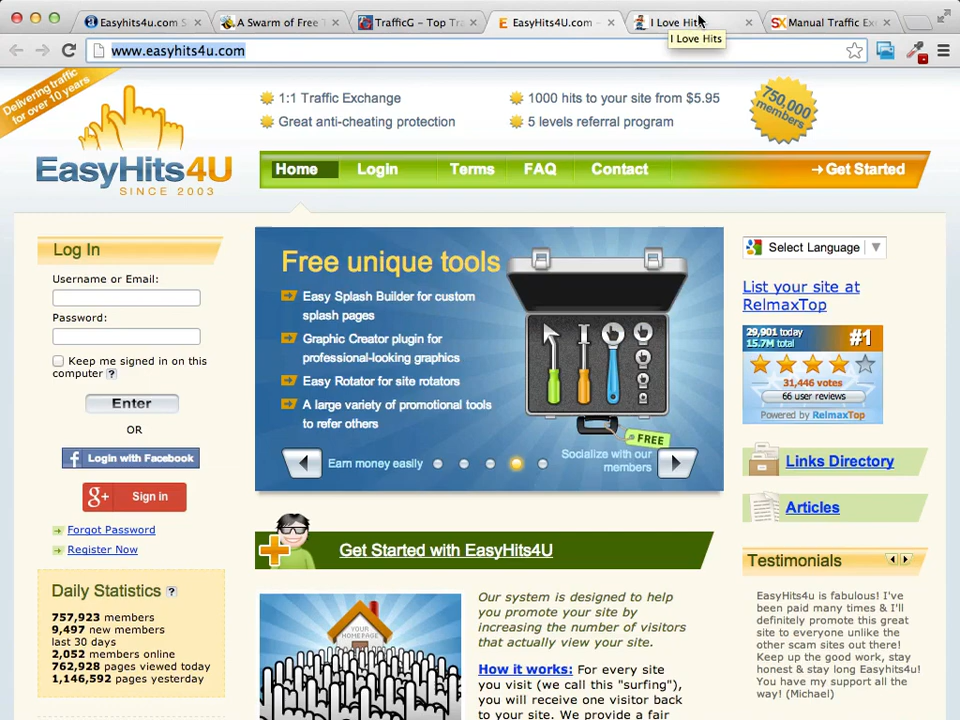 Easyhits4u.com S
A Swarm of Free T
TrafficG - Top Tra
EasyHits4U.com -
I Love Hits
Manual Traffic Exc
I Love Hits
www.easyhits4u.com
Delivering traffic
for over 10 years
EasyHits4U
SINCE 2003
1:1 Traffic Exchange
1000 hits to your site from $5.95
Great anti-cheating protection
5 levels referral program
750,000
members
Home
Login
Terms
FAQ
Contact
Get Started
Log In
Username or Email:
Password:
Keep me signed in on this
computer ?
Enter
OR
f Login with Facebook
g+ Sign in
Forgot Password
Register Now
Daily Statistics ?
757,923 members
9,497 new members
last 30 days
2,052 members online
762,928 pages viewed today
1,146,592 pages yesterday
Free unique tools
Easy Splash Builder for custom
splash pages
Graphic Creator plugin for
professional-looking graphics
Easy Rotator for site rotators
A large variety of promotional tools
to refer others
FREE
Earn money easily
Socialize with our
members
Get Started with EasyHits4U
YOUR
HOMEPAGE
Our system is designed to help
you promote your site by
increasing the number of visitors
that actually view your site.
How it works: For every site
you visit (we call this "surfing"),
you will receive one visitor back
to your site. We provide a fair
Select Language
List your site at
RelmaxTop
29,901 today
15.7M total
#1
31,446 votes
66 user reviews
Powered by RelmaxTop
Links Directory
Articles
Testimonials
EasyHits4u is fabulous! I've
been paid many times & I'll
definitely promote this great
site to everyone unlike the
other scam sites out there!
Keep up the good work, stay
honest & stay long Easyhits4u!
You have my support all the
way! (Michael)